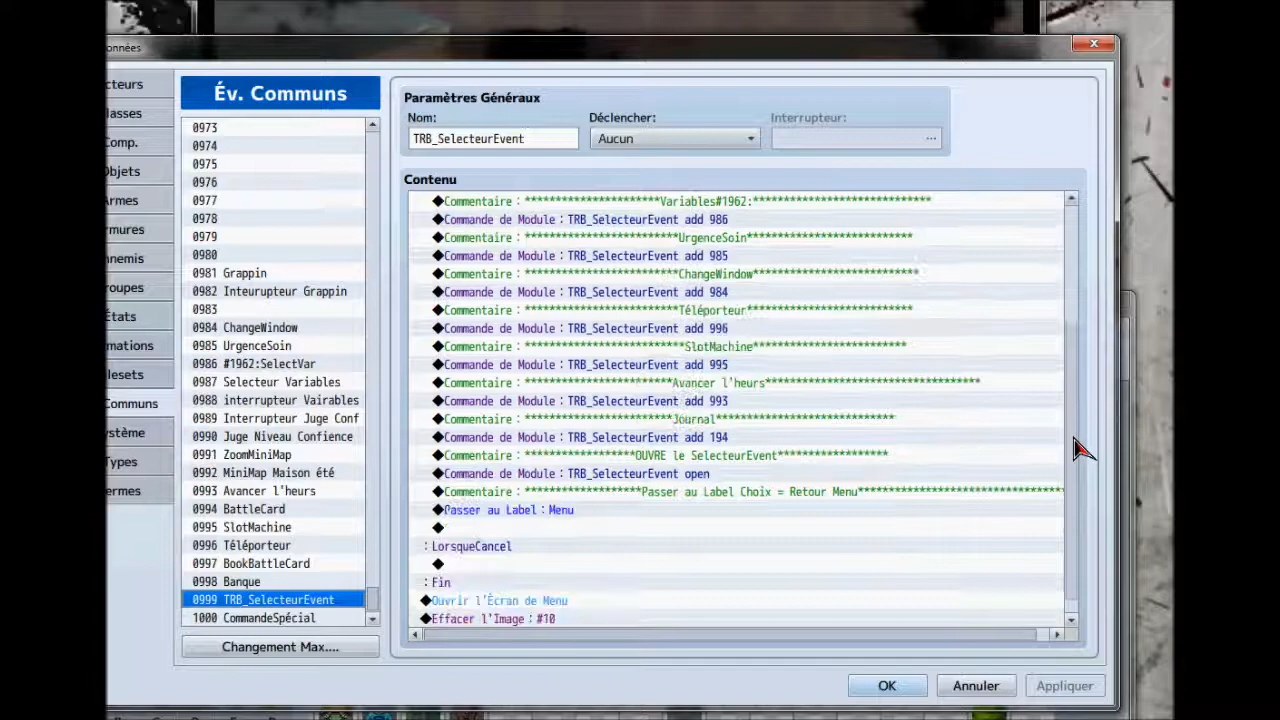 onnées
cteurs
lasses
omp.
bjets
rmes
rmures
nnemis
roupes
tats
mations
lesets
Communs
ystème
Types
ermes
Év. Communs
0973
0974
0975
0976
0977
0978
0979
0980
0981 Grappin
0982 Inteurupteur Grappin
0983
0984 ChangeWindow
0985 UrgenceSoin
0986 #1962:SelectVar
0987 Selecteur Variables
0988 interrupteur Vairables
0989 Interrupteur Juge Conf
0990 Juge Niveau Confience
0991 ZoomMiniMap
0992 MiniMap Maison été
0993 Avancer l'heurs
0994 BattleCard
0995 SlotMachine
0996 Téléporteur
0997 BookBattleCard
0998 Banque
0999 TRB_SelecteurEvent
1000 CommandeSpécial
Changement Max....
Paramètres Généraux
Nom:
TRB_SelecteurEvent
Déclencher:
Aucun
Interrupteur:
...
Contenu
◆Commentaire : **********************Variables#1962:*****************************
◆Commande de Module : TRB_SelecteurEvent add 986
◆Commentaire : *************************UrgenceSoin***************************
◆Commande de Module : TRB_SelecteurEvent add 985
◆Commentaire : *************************ChangeWindow***************************
◆Commande de Module : TRB_SelecteurEvent add 984
◆Commentaire : *************************Téléporteur***************************
◆Commande de Module : TRB_SelecteurEvent add 996
◆Commentaire : **************************SlotMachine*************************
◆Commande de Module : TRB_SelecteurEvent add 995
◆Commentaire : ************************Avancer l'heurs***********************************
◆Commande de Module : TRB_SelecteurEvent add 993
◆Commentaire : ************************Journal*****************************
◆Commande de Module : TRB_SelecteurEvent add 194
◆Commentaire : ******************OUVRE le SelecteurEvent******************
◆Commande de Module : TRB_SelecteurEvent open
◆Commentaire : *******************Passer au Label Choix = Retour Menu**********************************
◆Passer au Label : Menu
◆
: LorsqueCancel
◆
: Fin
◆Ouvrir l'Écran de Menu
◆Effacer l'Image : #10
OK
Annuler
Appliquer